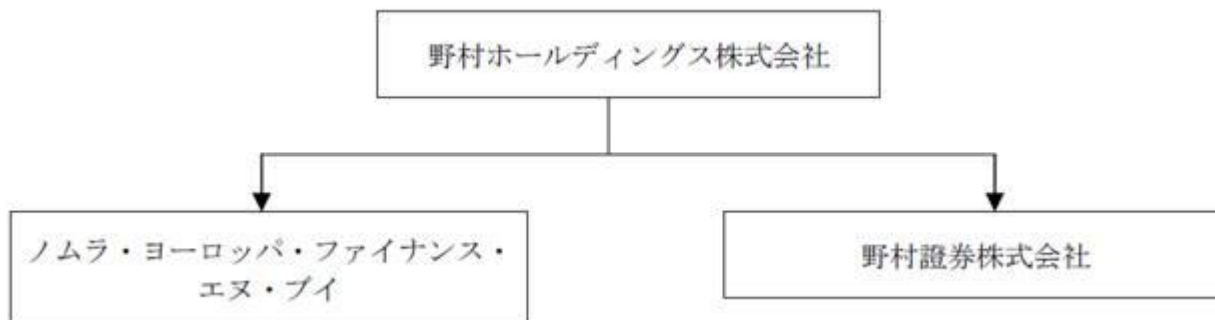 野村ホールディングス株式会社
ノムラ・ヨーロッパ・ファイナンス・
エヌ・ブイ
野村證券株式会社